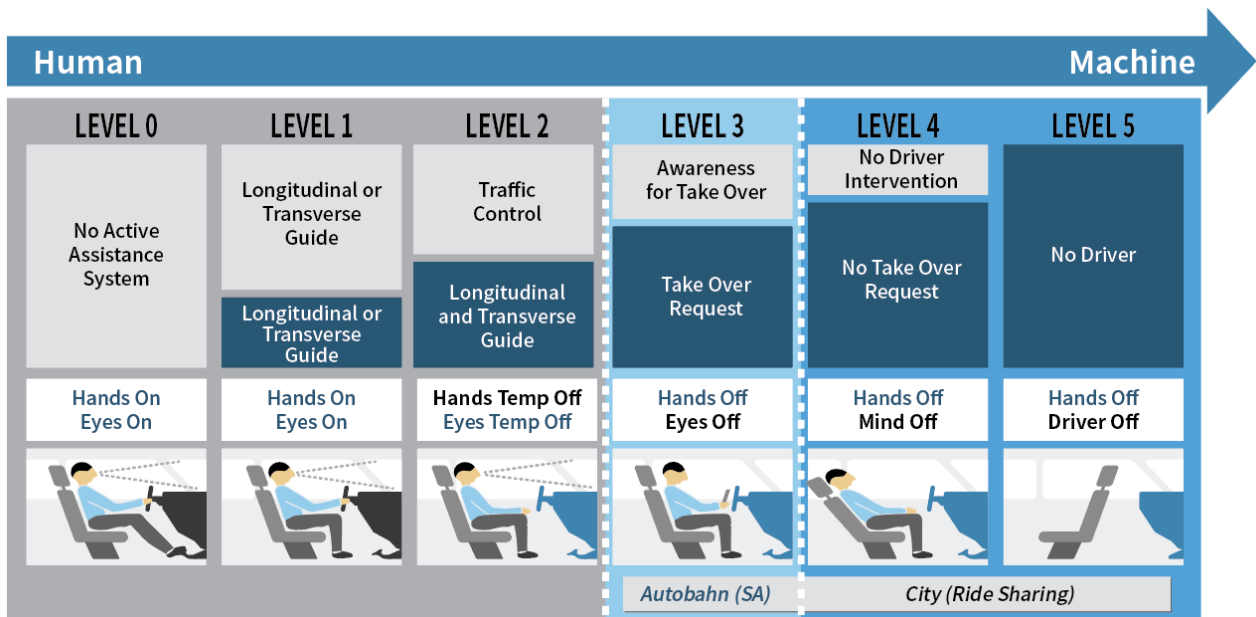 Human
Machine
LEVEL 0
LEVEL 1
LEVEL 2
LEVEL 3
LEVEL 4
LEVEL 5
No Active
Assistance
System
Longitudinal or
Transverse
Guide
Longitudinal or
Transverse
Guide
Traffic
Control
Longitudinal
and Transverse
Guide
Awareness
for Take Over
Take Over
Request
No Driver
Intervention
No Take Over
Request
No Driver
Hands On
Eyes On
Hands On
Eyes On
Hands Temp Off
Eyes Temp Off
Hands Off
Eyes Off
Hands Off
Mind Off
Hands Off
Driver Off
Autobahn (SA)
City (Ride Sharing)